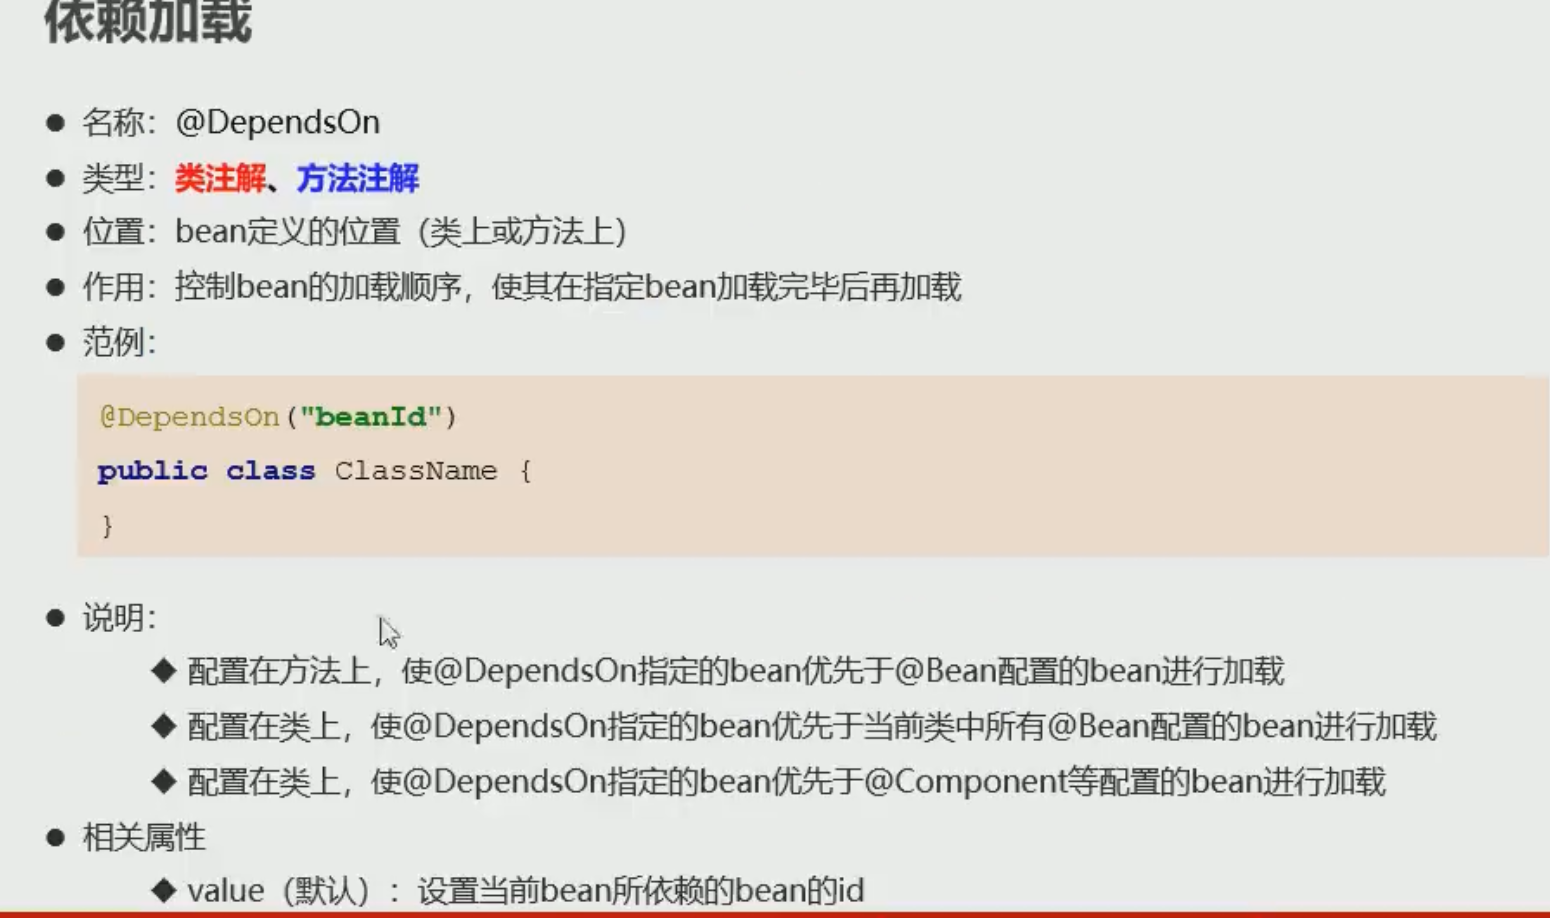 依赖加载
● 名称：@DependsOn
● 类型：类注解、方法注解
● 位置：bean定义的位置（类上或方法上）
● 作用：控制bean的加载顺序，使其在指定bean加载完毕后再加载
● 范例：
@DependsOn("beanId")
public class ClassName {
}
● 说明：
◆ 配置在方法上，使@DependsOn指定的bean优先于@Bean配置的bean进行加载
◆ 配置在类上，使@DependsOn指定的bean优先于当前类中所有@Bean配置的bean进行加载
◆ 配置在类上，使@DependsOn指定的bean优先于@Component等配置的bean进行加载
● 相关属性
◆ value（默认）：设置当前bean所依赖的bean的id